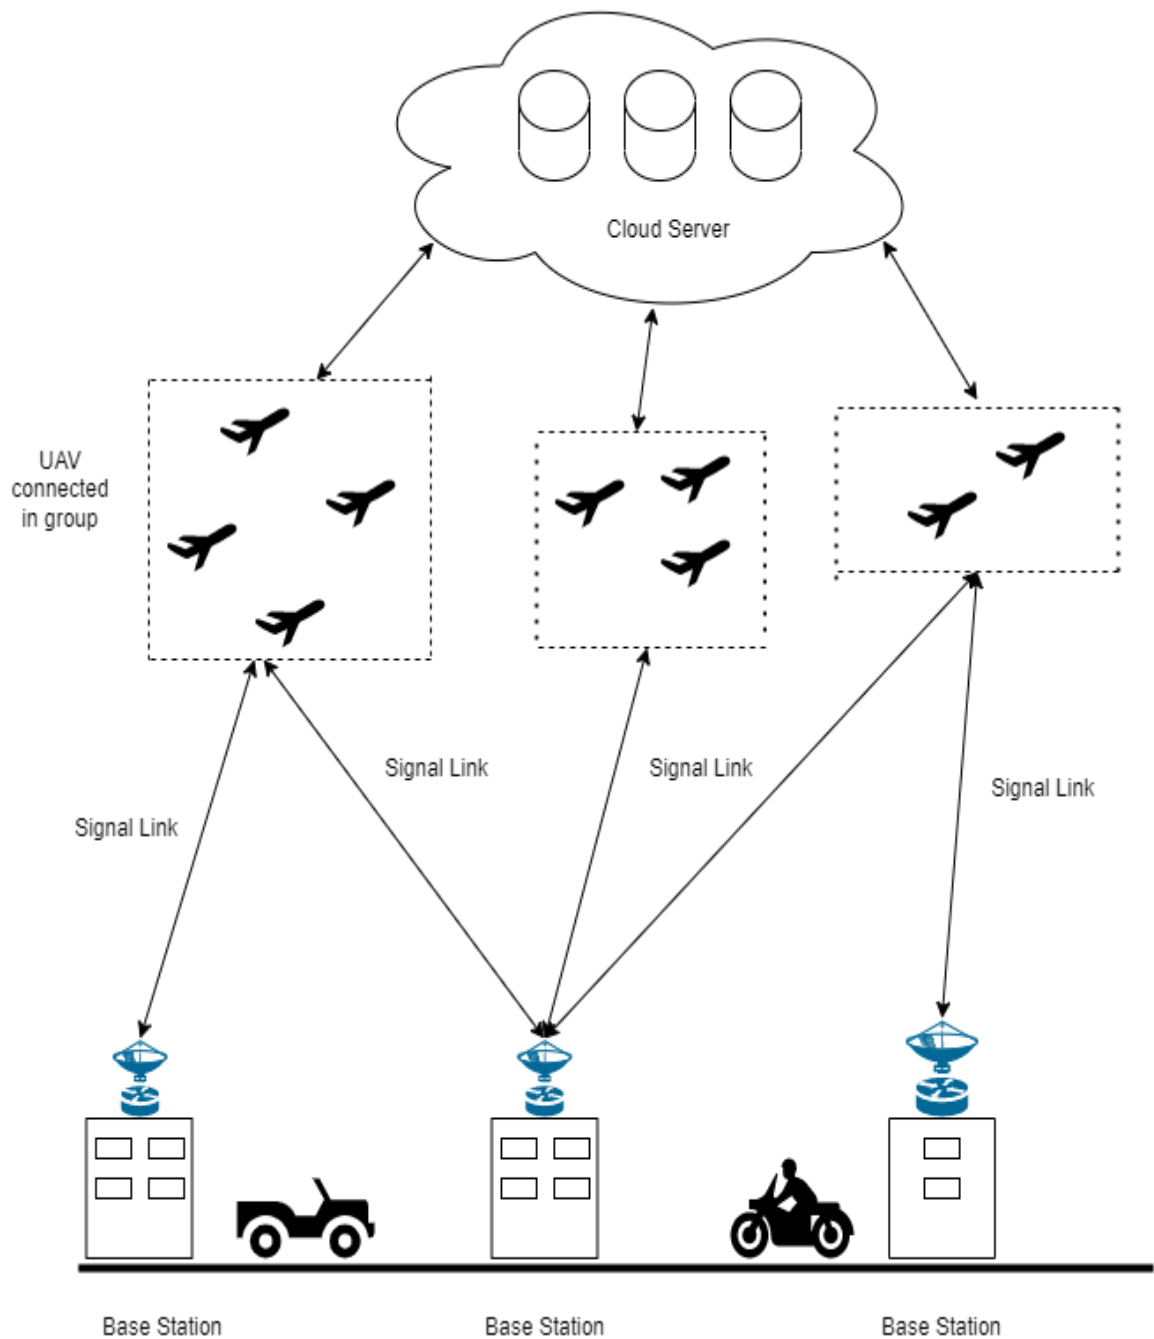 Cloud Server
UAV
connected
in group
Signal Link
Signal Link
Signal Link
Signal Link
Base Station
Base Station
Base Station